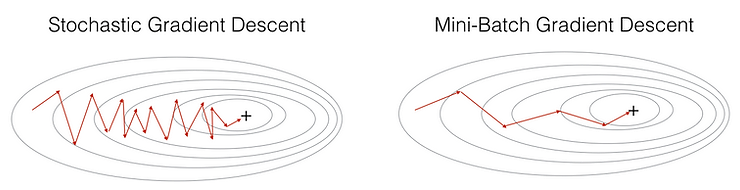 Stochastic Gradient Descent
Mini-Batch Gradient Descent